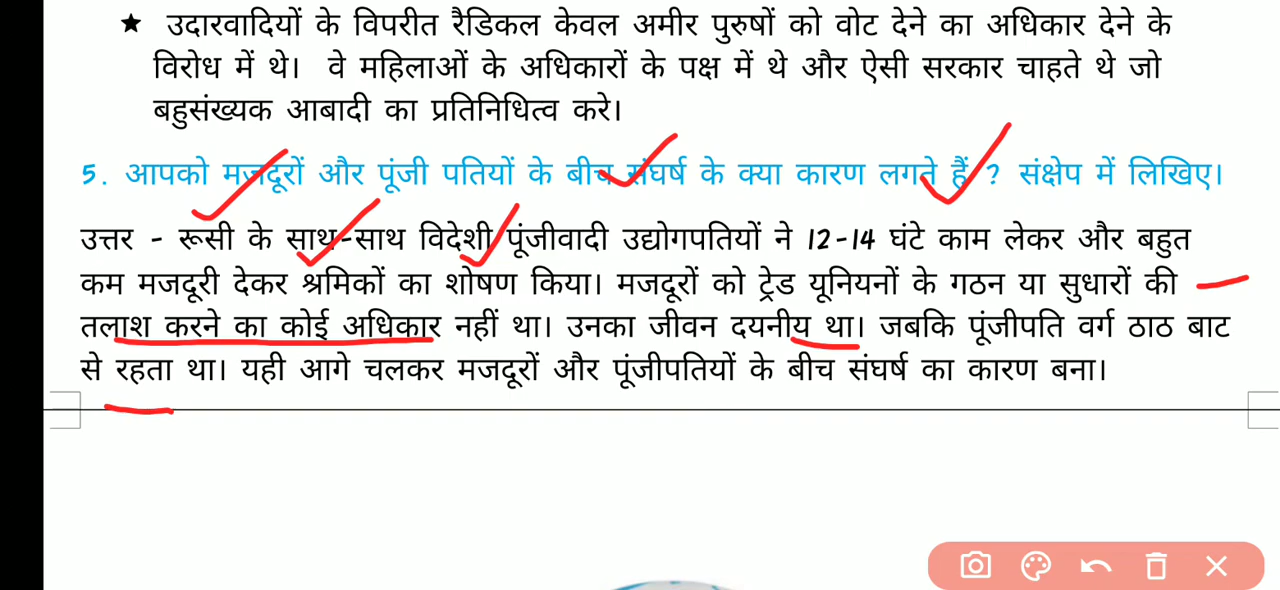 ★ उदारवादियों के विपरीत रैडिकल केवल अमीर पुरुषों को वोट देने का अधिकार देने के
विरोध में थे। वे महिलाओं के अधिकारों के पक्ष में थे और ऐसी सरकार चाहते थे जो
बहुसंख्यक आबादी का प्रतिनिधित्व करे।
5. आपको मजदूरों और पूंजी पतियों के बीच संघर्ष के क्या कारण लगते हैं ? संक्षेप में लिखिए।
उत्तर - रूसी के साथ-साथ विदेशी पूंजीवादी उद्योगपतियों ने 12-14 घंटे काम लेकर और बहुत
कम मजदूरी देकर श्रमिकों का शोषण किया। मजदूरों को ट्रेड यूनियनों के गठन या सुधारों की
तलाश करने का कोई अधिकार नहीं था। उनका जीवन दयनीय था। जबकि पूंजीपति वर्ग ठाठ बाट
से रहता था। यही आगे चलकर मजदूरों और पूंजीपतियों के बीच संघर्ष का कारण बना।